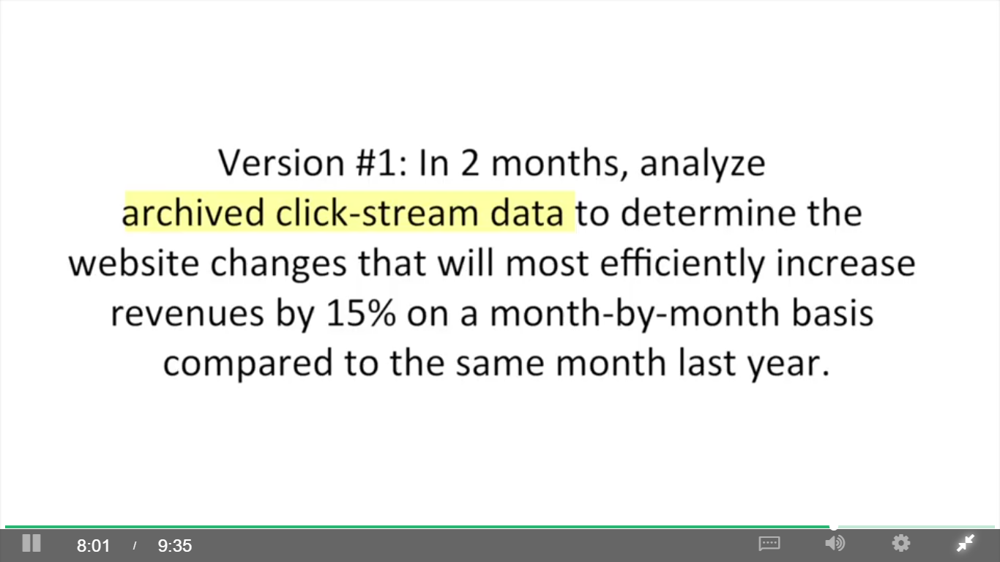 Version #1: In 2 months, analyze
archived click-stream data to determine the
website changes that will most efficiently increase
revenues by 15% on a month-by-month basis
compared to the same month last year.
8:01 / 9:35